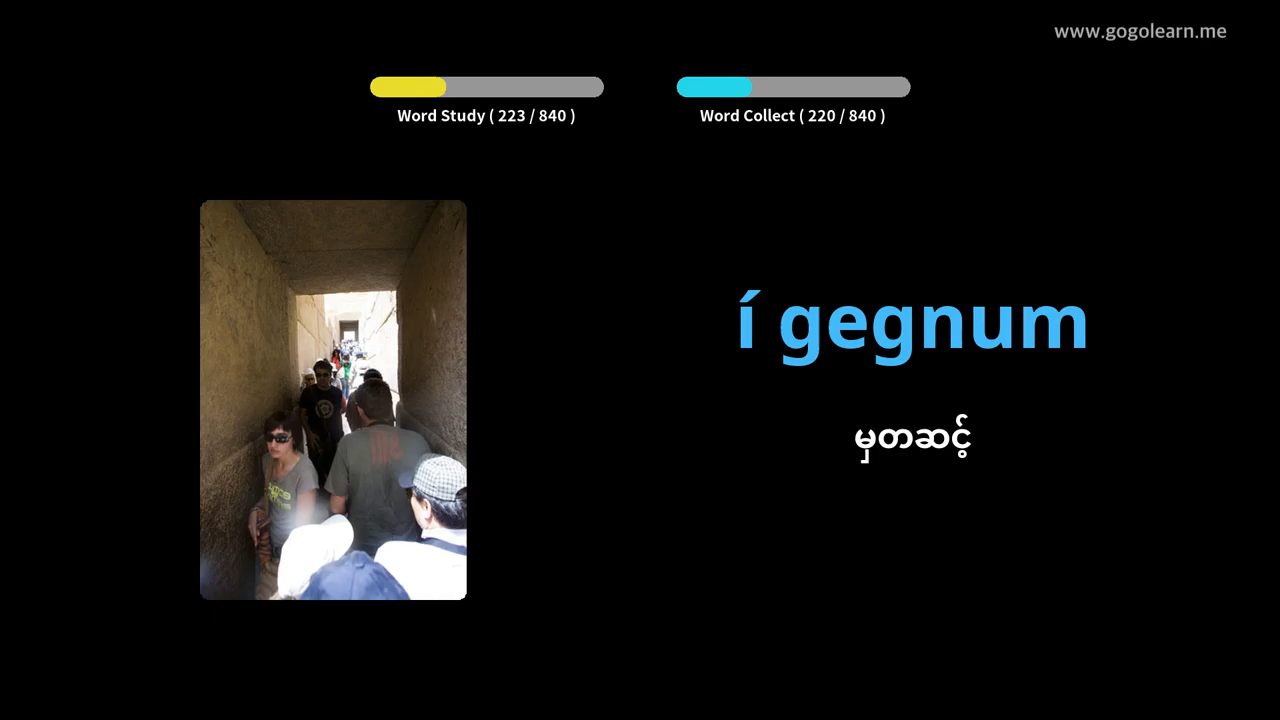 www.gogolearn.me
Word Study ( 223 / 840 )
Word Collect ( 220 / 840 )
í gegnum
မှတဆင့်